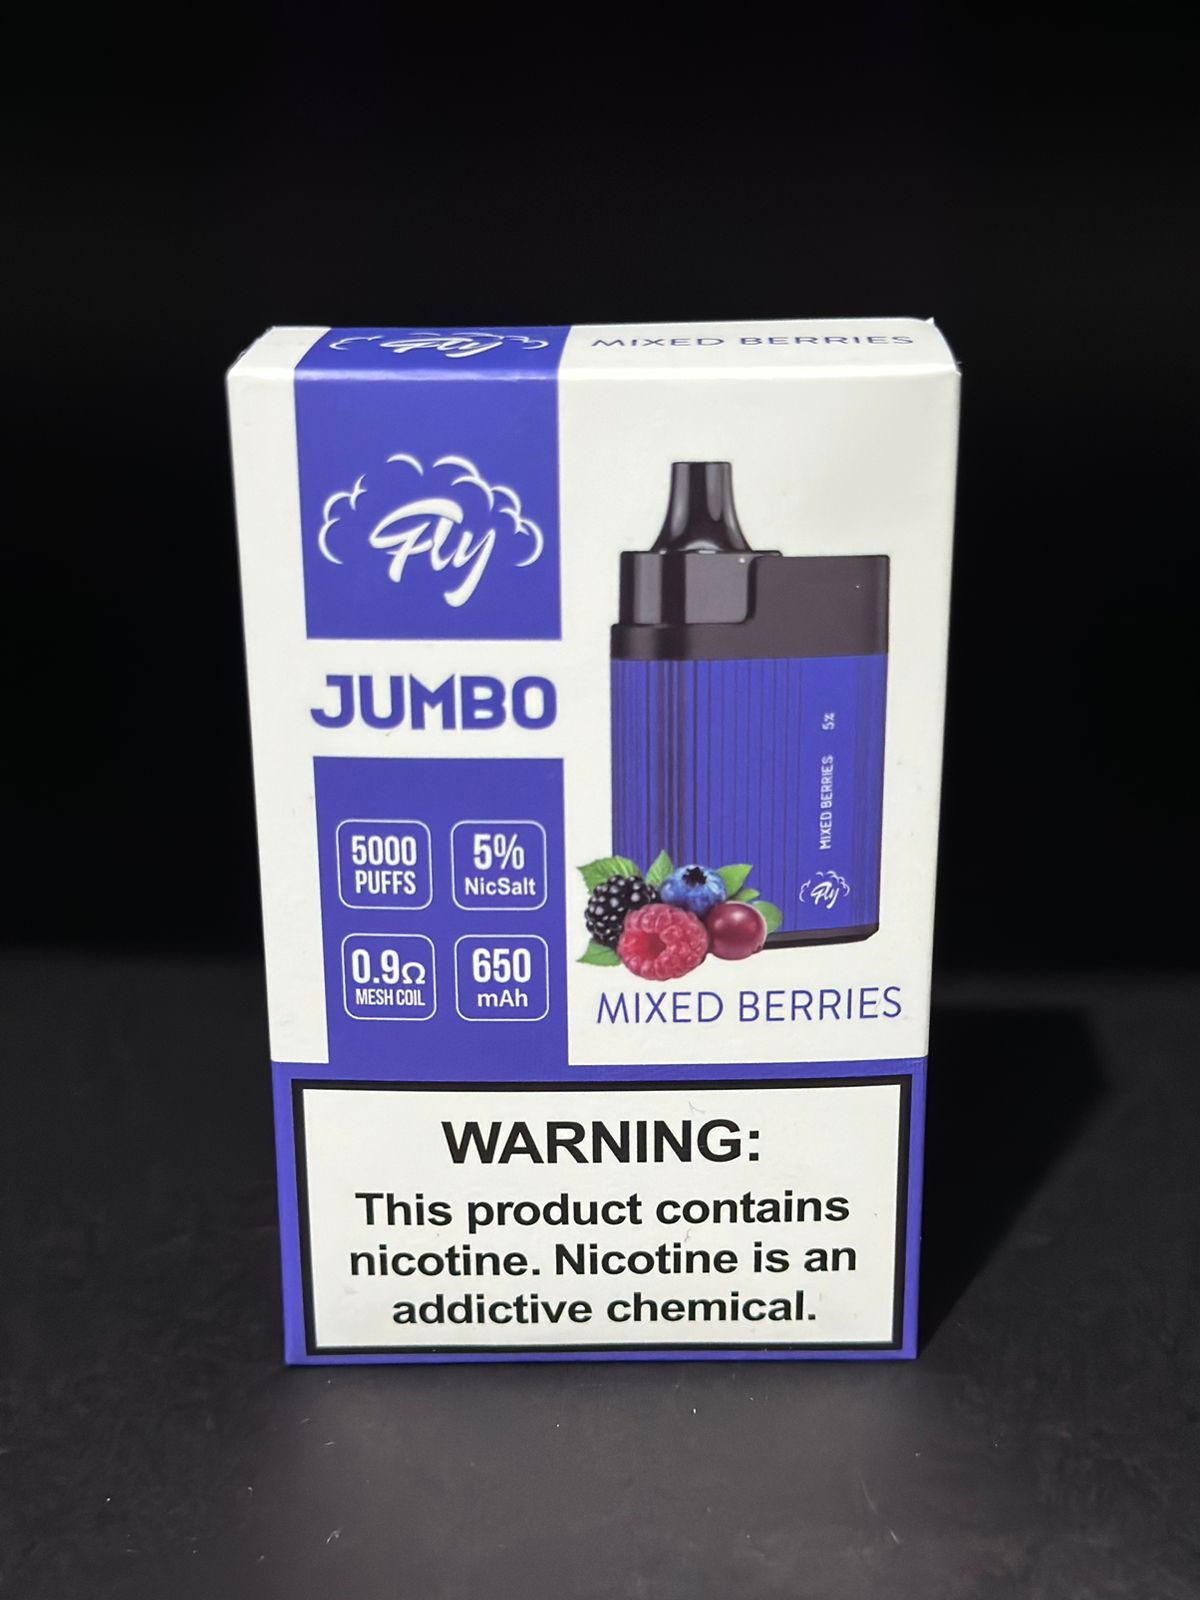 Fly
MIXED BERRIES
Fly
JUMBO
5000
PUFFS
5%
NicSalt
0.9Ω
MESH COIL
650
mAh
MIXED BERRIES 5%
Fly
MIXED BERRIES
WARNING:
This product contains
nicotine. Nicotine is an
addictive chemical.